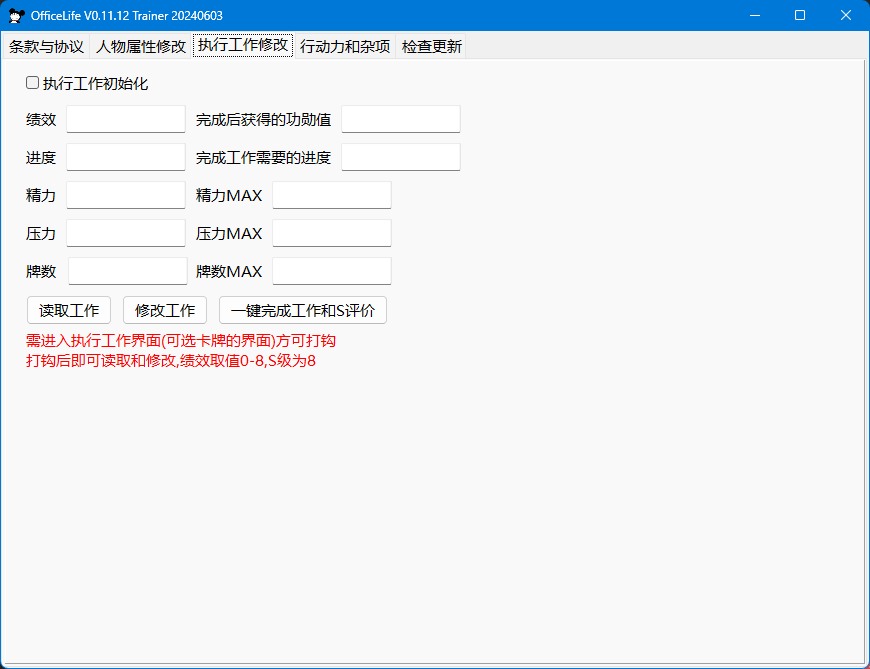 OfficeLife V0.11.12 Trainer 20240603
条款与协议 人物属性修改 执行工作修改 行动力和杂项 检查更新
执行工作初始化
绩效 完成后获得的功勋值
进度 完成工作需要的进度
精力 精力MAX
压力 压力MAX
牌数 牌数MAX
读取工作 修改工作 一键完成工作和S评价
需进入执行工作界面(可选卡牌的界面)方可打钩
打钩后即可读取和修改,绩效取值0-8,S级为8